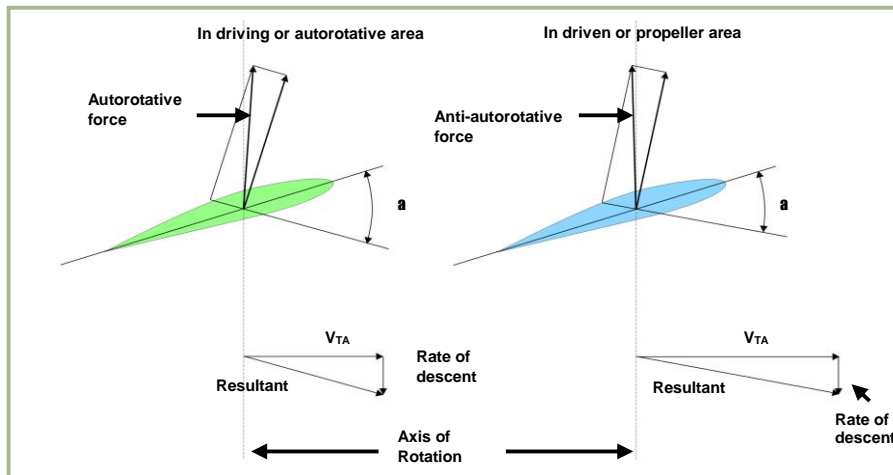 In driving or autorotative area
Autorotative
force
a
VTA
Rate of
descent
Resultant
In driven or propeller area
Anti-autorotative
force
a
VTA
Resultant
Rate of
descent
Axis of
Rotation